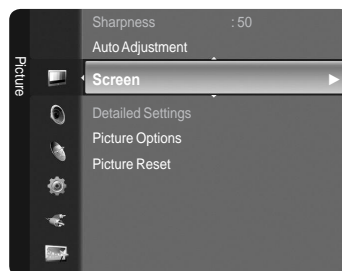 Picture
Sharpness : 50
Auto Adjustment
Screen
Detailed Settings
Picture Options
Picture Reset